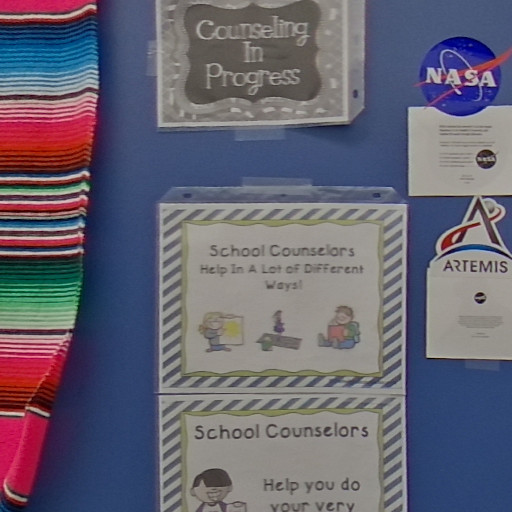 Counseling
In
Progress
NASA
School Counselors
Help In A Lot of Different
Ways!
ARTEMIS
School Counselors
Help you do
your very